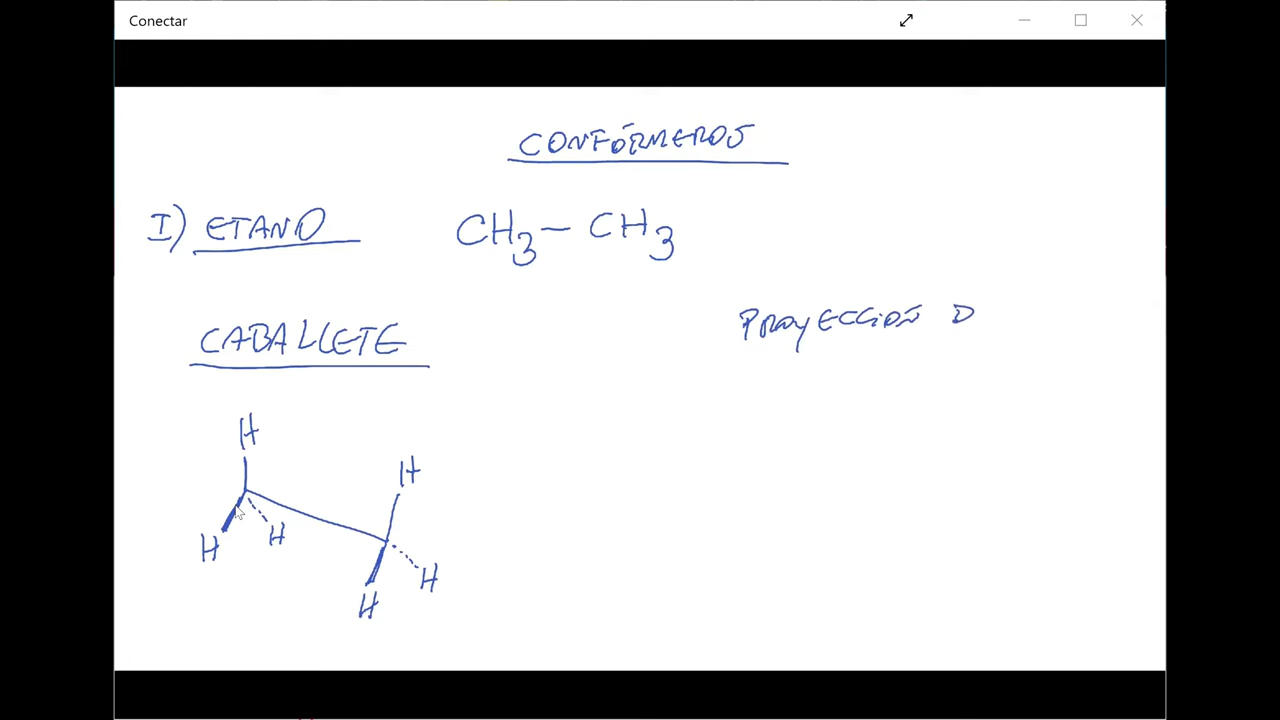 Conectar
CONFÓRMEROS
I) ETANO CH3-CH3
CABALLETE
PROYECCIÓN D
H
H
H
H
H
H